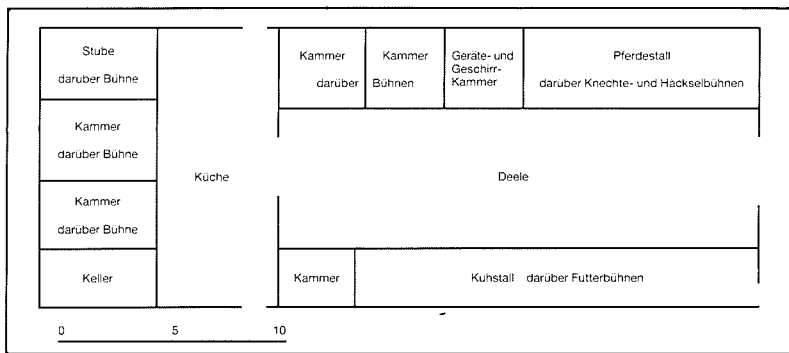 Stube
daruber Bühne
Kammer
darüber Bühne
Kammer
darüber Bühne
Keller
Küche
Kammer
darüber
Kammer
Bühnen
Geräte- und
Geschirr-
Kammer
Pferdestall
darüber Knechte- und Häckselbühnen
Deele
Kammer
Kuhstall darüber Futterbühnen
0 5 10